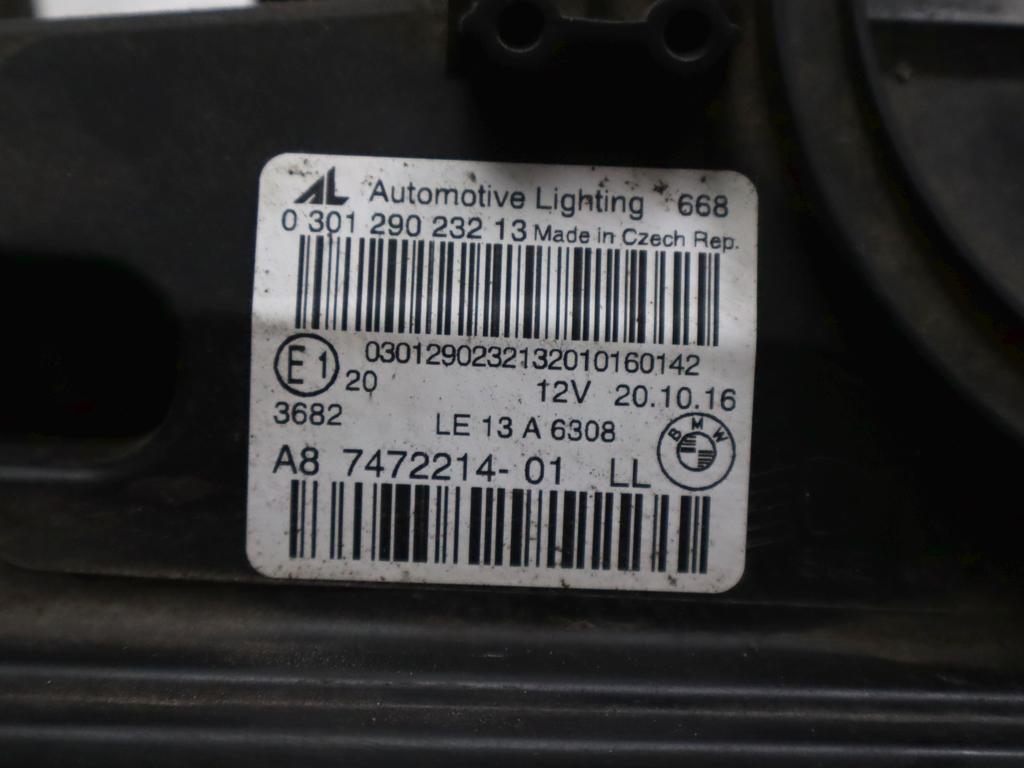 AL Automotive Lighting 668
0 301 290 232 13 Made in Czech Rep.
0301290232132010160142
E1 20 12V 20.10.16
3682 LE 13 A 6308 BMW
A8 7472214-01 LL